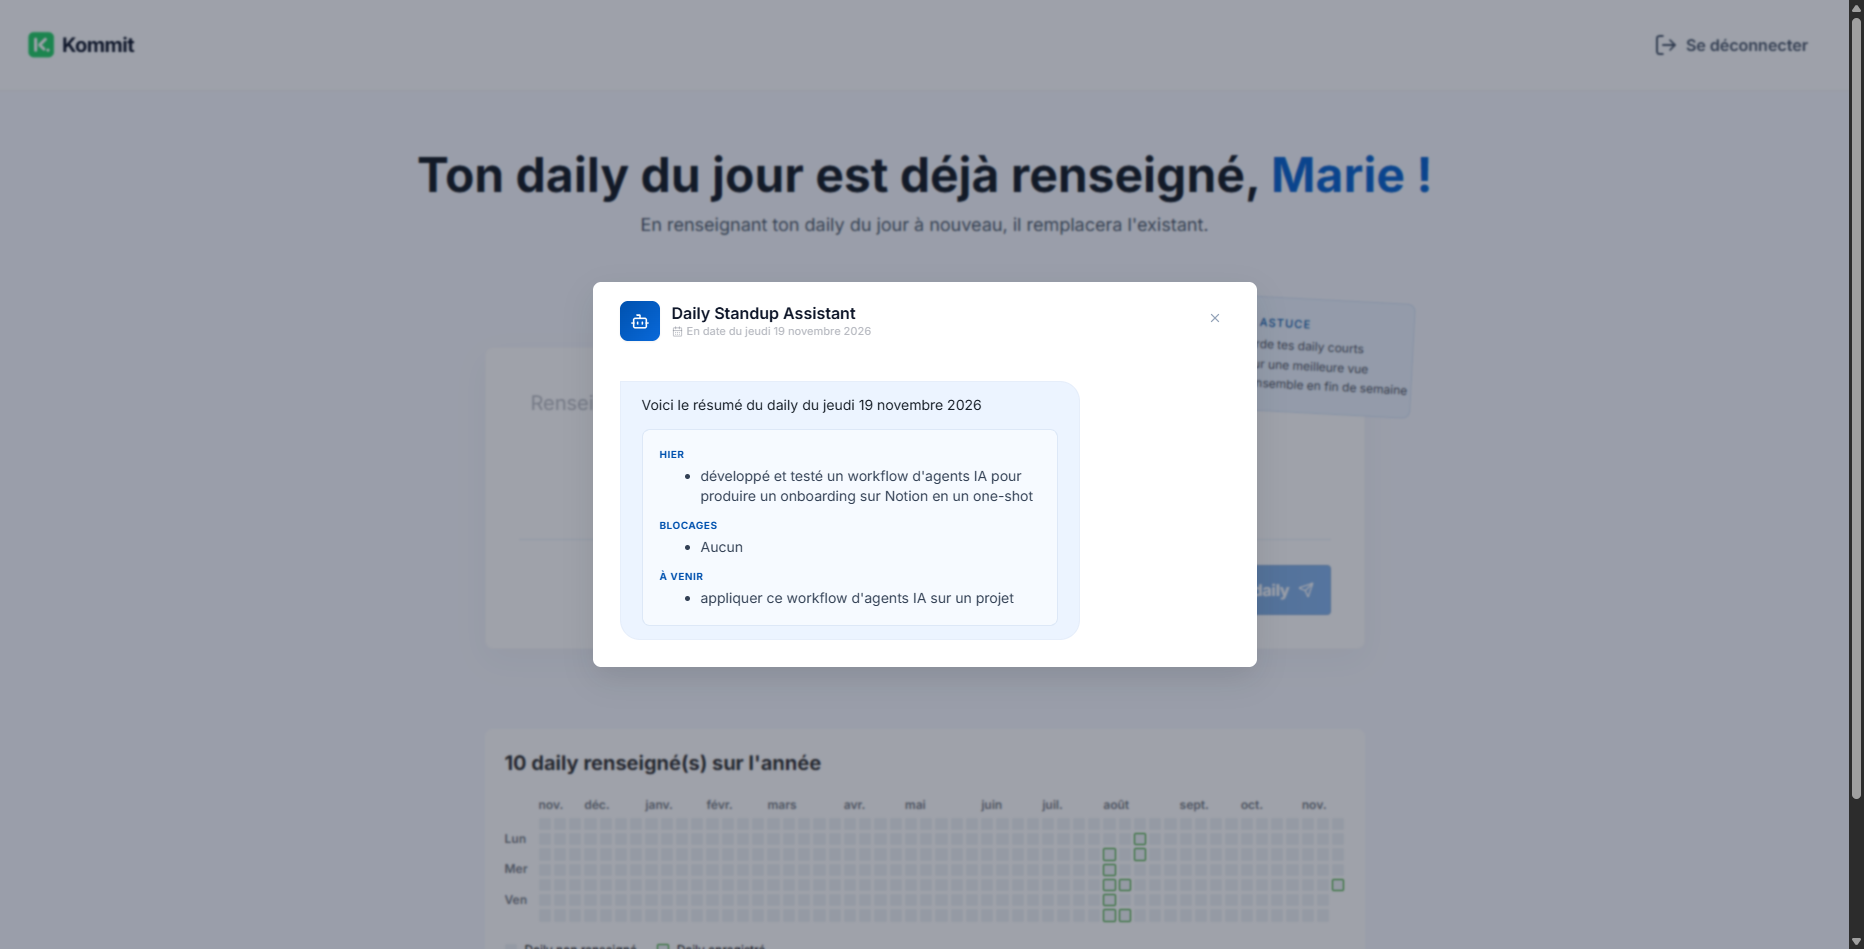 Kommit
Se déconnecter
Ton daily du jour est déjà renseigné, Marie !
En renseignant ton daily du jour à nouveau, il remplacera l'existant.
Daily Standup Assistant
En date du jeudi 19 novembre 2026
ASTUCE
tes daily courts
une meilleure vue
en fin de semaine
Voici le résumé du daily du jeudi 19 novembre 2026
HIER
développé et testé un workflow d'agents IA pour
produire un onboarding sur Notion en un one-shot
BLOCAGES
Aucun
À VENIR
appliquer ce workflow d'agents IA sur un projet
daily
10 daily renseigné(s) sur l'année
nov. déc. janv. févr. mars avr. mai juin juil. août sept. oct. nov.
Lun
Mer
Ven